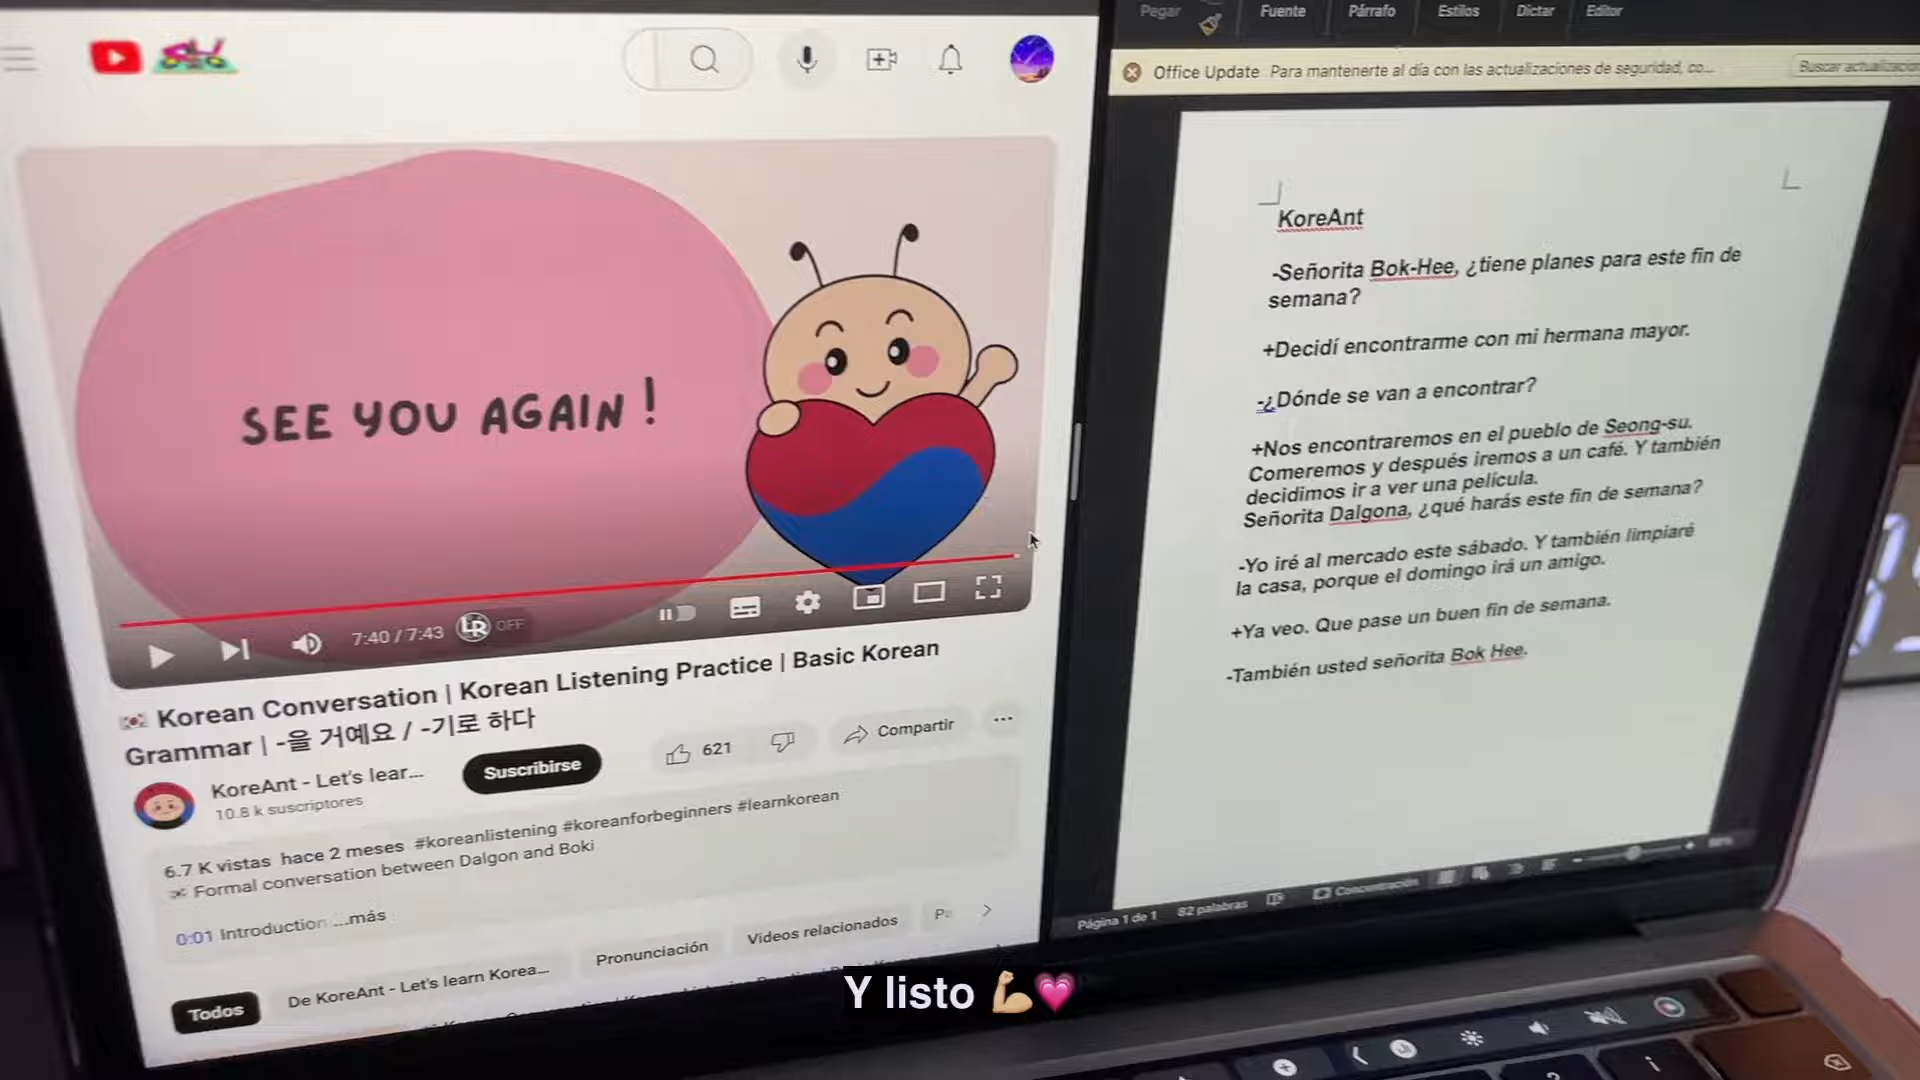 Pegar
Fuente
Párrafo
Estilos
Dictar
Editor
Office Update Para mantenerte al día con las actualizaciones de seguridad, co...
SEE YOU AGAIN!
7:40 / 7:43
LR OFF
🇰🇷 Korean Conversation | Korean Listening Practice | Basic Korean
Grammar | -을 거예요 / -기로 하다
KoreAnt - Let's lear...
10.8 k suscriptores
Suscribirse
621
Compartir
6.7 K vistas hace 2 meses #koreanlistening #koreanforbeginners #learnkorean
Formal conversation between Dalgon and Boki
0:01 Introduction ...más
Todos
De KoreAnt - Let's learn Korea...
Pronunciación
Videos relacionados
KoreAnt
-Señorita Bok-Hee, ¿tiene planes para este fin de
semana?
+Decidí encontrarme con mi hermana mayor.
-¿Dónde se van a encontrar?
+Nos encontraremos en el pueblo de Seong-su.
Comeremos y después iremos a un café. Y también
decidimos ir a ver una película.
Señorita Dalgona, ¿qué harás este fin de semana?
-Yo iré al mercado este sábado. Y también limpiaré
la casa, porque el domingo irá un amigo.
+Ya veo. Que pase un buen fin de semana.
-También usted señorita Bok Hee.
Página 1 de 1
82 palabras
Concentración
Y listo 💪🏼💗